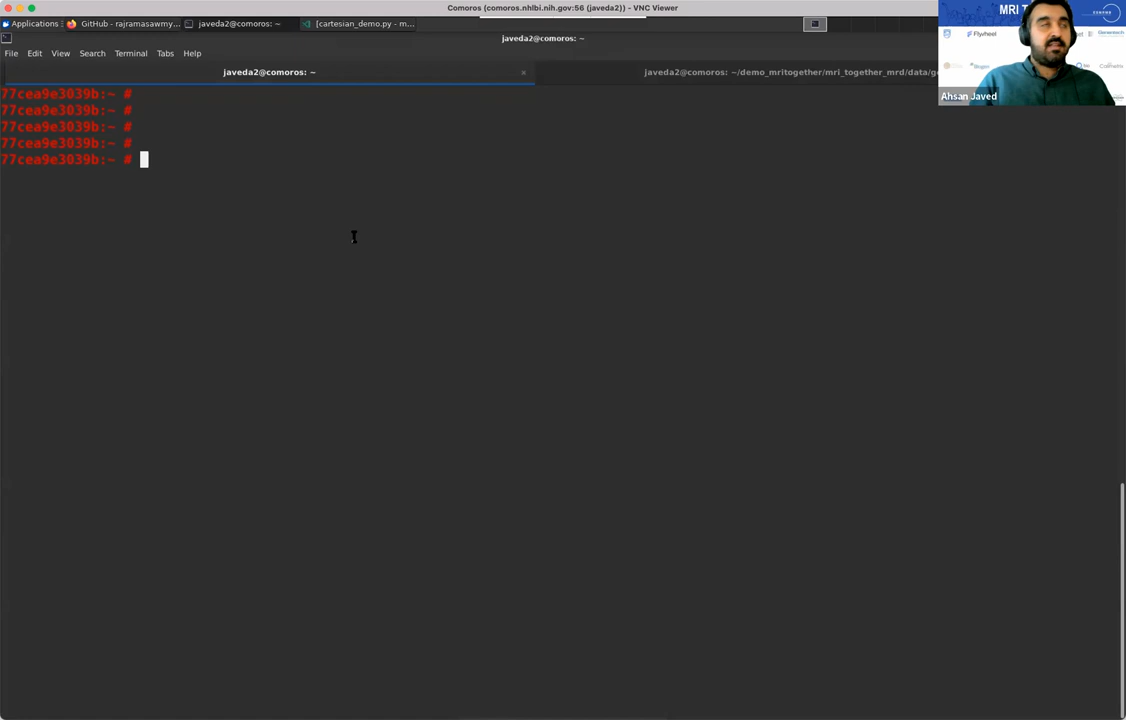 Comoros (comoros.nhlbi.nih.gov:56 (javeda2)) - VNC Viewer
Applications
GitHub - rajramasawmy...
javeda2@comoros: ~
[cartesian_demo.py - m...
javeda2@comoros: ~
File Edit View Search Terminal Tabs Help
javeda2@comoros: ~ ×
javeda2@comoros: ~/demo_mritogether/mri_together_mrd/data/g
77cea9e3039b:~ #
77cea9e3039b:~ #
77cea9e3039b:~ #
77cea9e3039b:~ #
77cea9e3039b:~ #
MRI T
Flywheel
Ahsan Javed